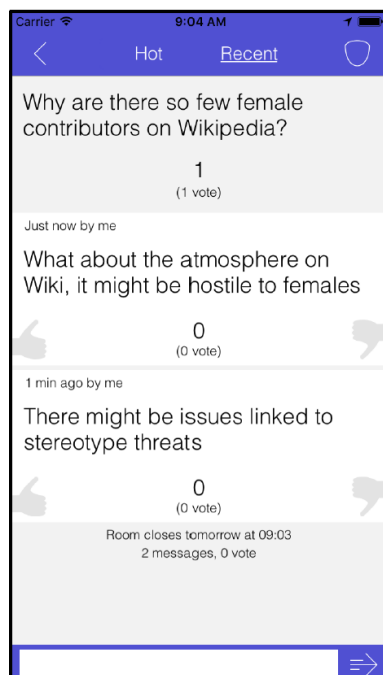 Carrier 9:04 AM
Hot Recent
Why are there so few female
contributors on Wikipedia?
1
(1 vote)
Just now by me
What about the atmosphere on
Wiki, it might be hostile to females
0
(0 vote)
1 min ago by me
There might be issues linked to
stereotype threats
0
(0 vote)
Room closes tomorrow at 09:03
2 messages, 0 vote